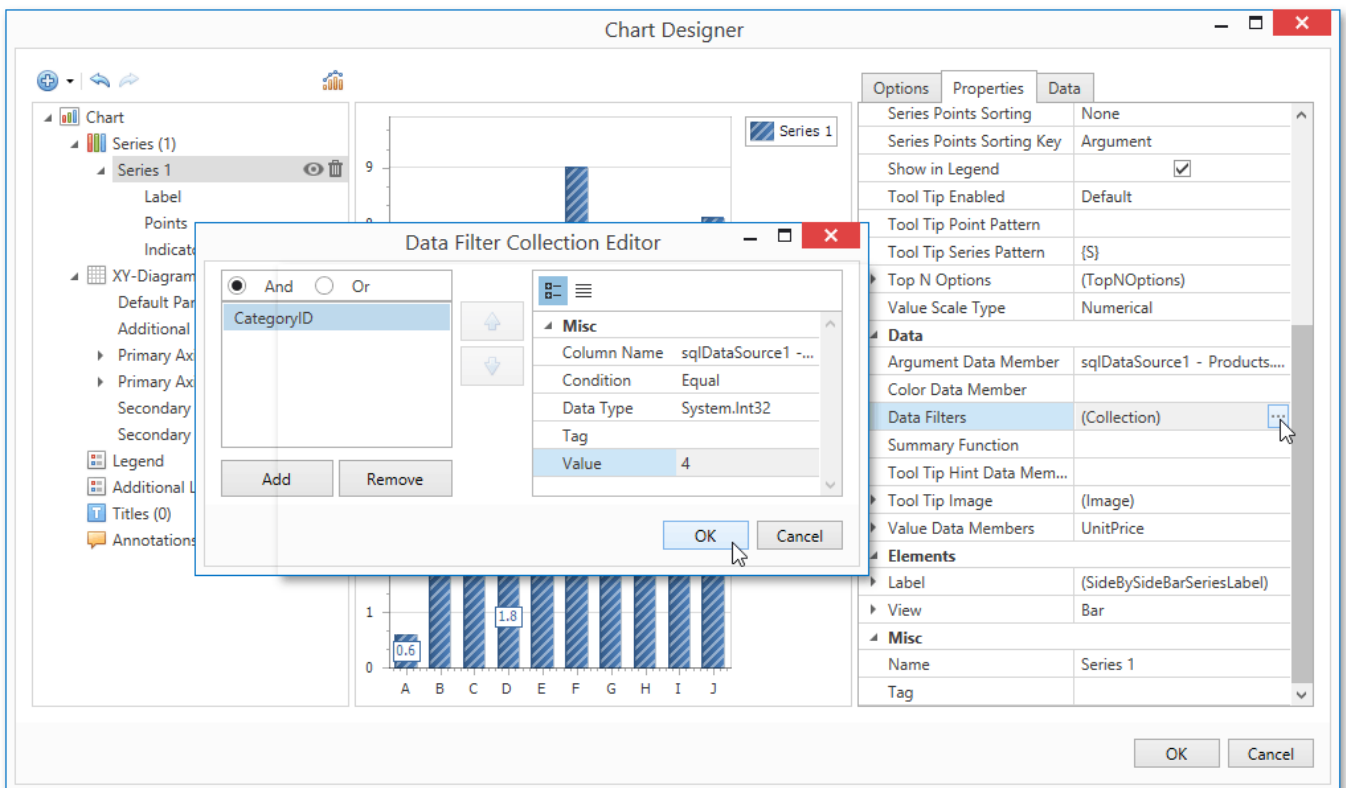 Chart Designer
Chart
Series (1)
Series 1
Label
Points
Indicato
XY-Diagram
Default Par
Additional
Primary Ax
Primary Ax
Secondary
Secondary
Legend
Additional L
Titles (0)
Annotations
Series 1
9
1
0
0.6
1.8
A B C D E F G H I J
Data Filter Collection Editor
And Or
CategoryID
Add Remove
Misc
Column Name sqlDataSource1 -...
Condition Equal
Data Type System.Int32
Tag
Value 4
OK Cancel
Options Properties Data
Series Points Sorting None
Series Points Sorting Key Argument
Show in Legend
Tool Tip Enabled Default
Tool Tip Point Pattern
Tool Tip Series Pattern {S}
Top N Options (TopNOptions)
Value Scale Type Numerical
Data
Argument Data Member sqlDataSource1 - Products....
Color Data Member
Data Filters (Collection) ...
Summary Function
Tool Tip Hint Data Mem...
Tool Tip Image (Image)
Value Data Members UnitPrice
Elements
Label (SideBySideBarSeriesLabel)
View Bar
Misc
Name Series 1
Tag
OK Cancel